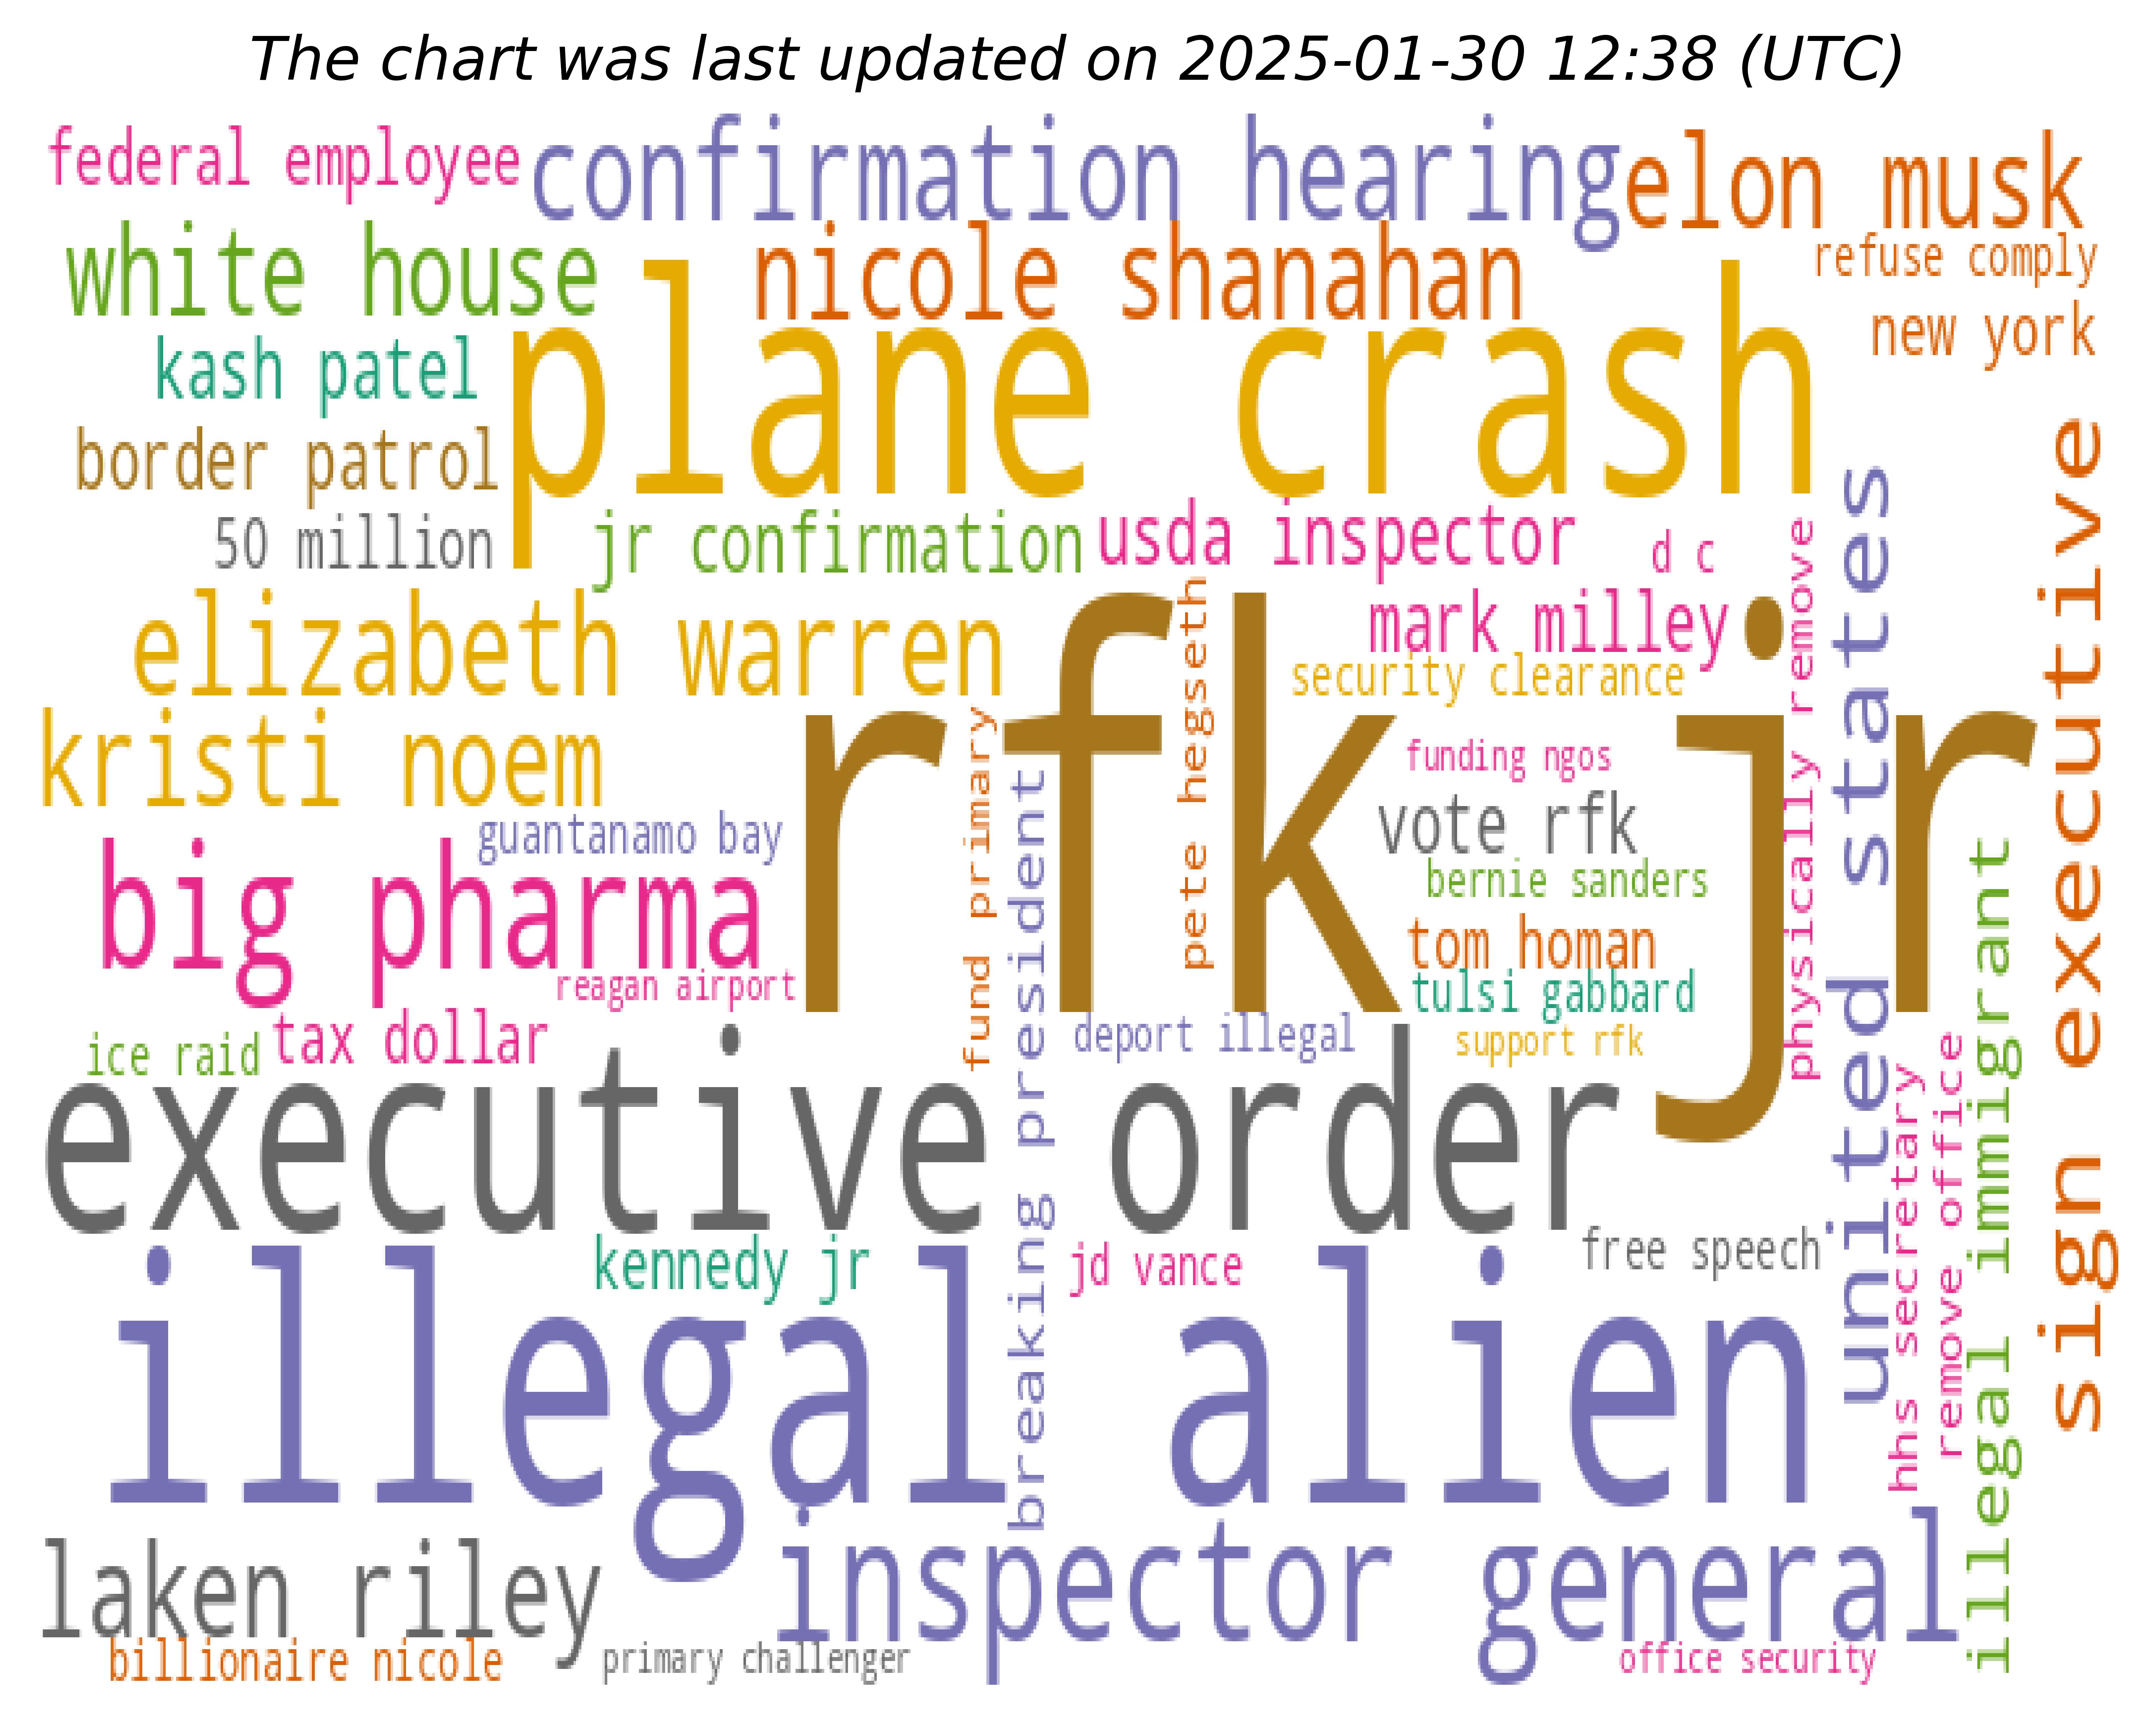 The chart was last updated on 2025-01-30 12:38 (UTC)
federal employee
confirmation hearing
elon musk
white house
nicole shanahan
refuse comply
new york
kash patel
plane crash
border patrol
50 million
jr confirmation
usda inspector
d c
elizabeth warren
mark milley
security clearance
rfk jr
kristi noem
funding ngos
guantanamo bay
vote rfk
big pharma
bernie sanders
tom homan
reagan airport
tulsi gabbard
ice raid
tax dollar
deport illegal
support rfk
executive order
kennedy jr
jd vance
free speech
illegal alien
laken riley
inspector general
billionaire nicole
primary challenger
office security
fund primary
breaking president
pete hegseth
physically remove
united states
hhs secretary
remove office
illegal immigrant
sign executive